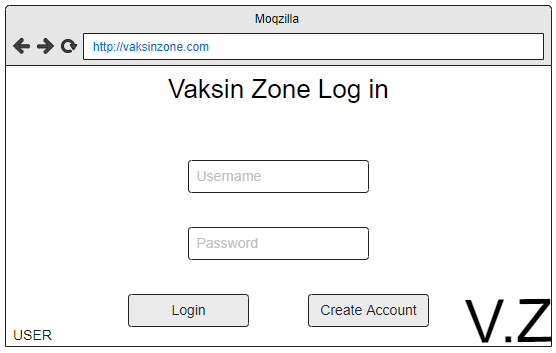 Moqzilla
http://vaksinzone.com
Vaksin Zone Log in
Username
Password
Login
Create Account
USER
V.Z